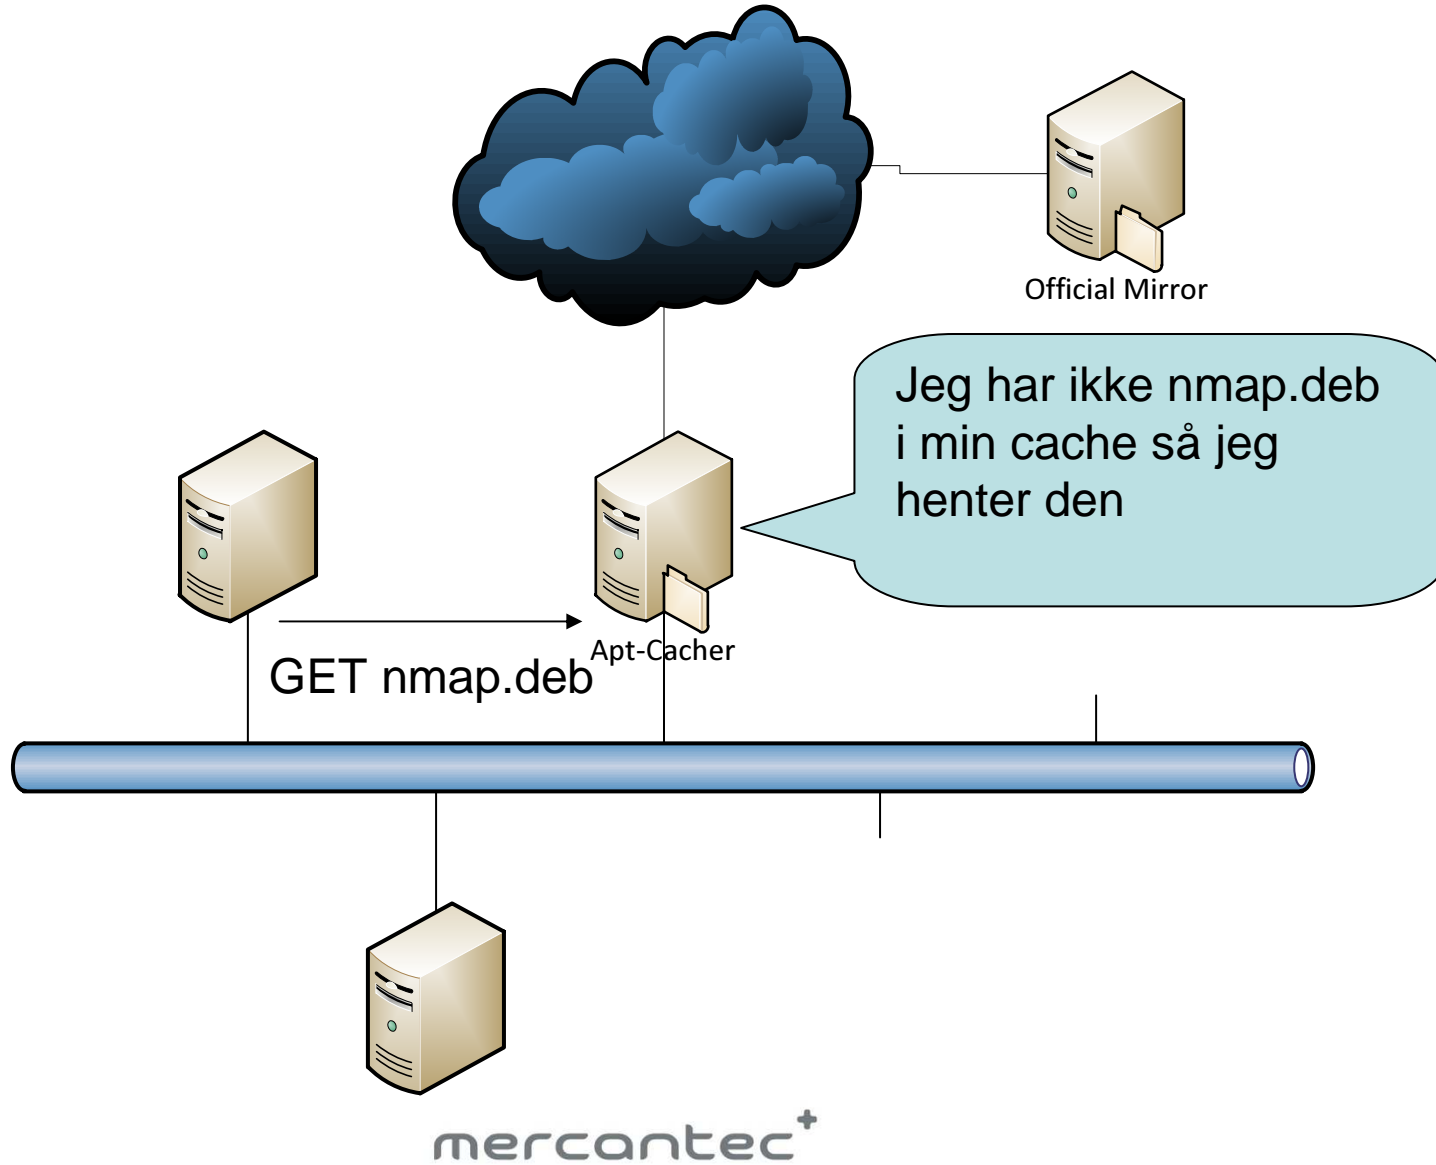 Official Mirror
Jeg har ikke nmap.deb
i min cache så jeg
henter den
Apt-Cacher
GET nmap.deb
mercantec+